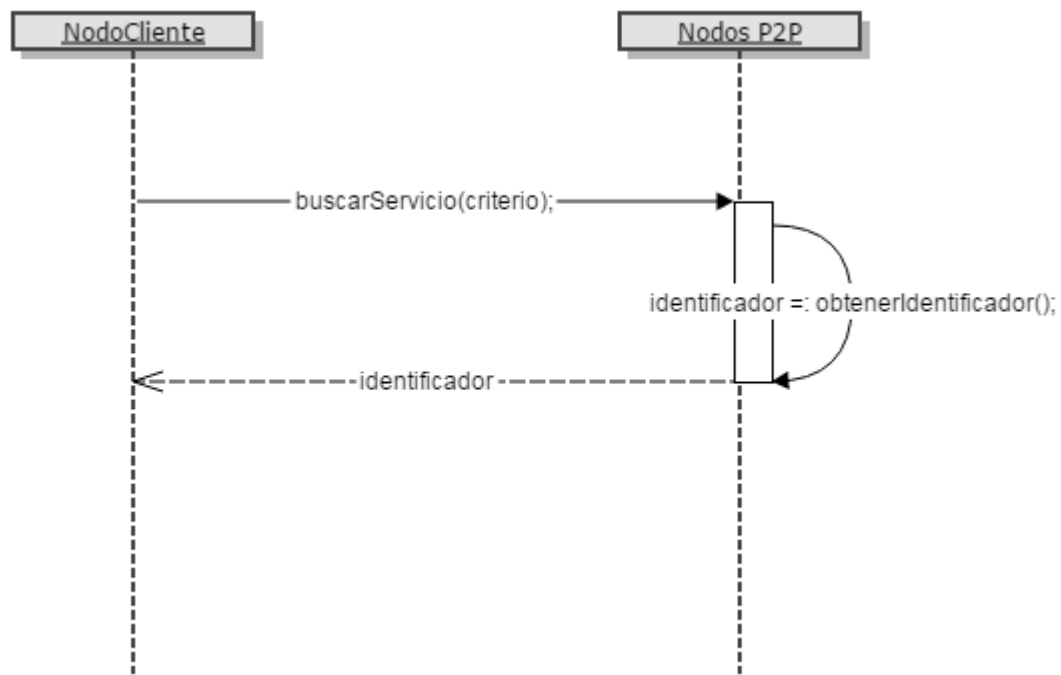 NodoCliente
Nodos P2P
buscarServicio(criterio);
identificador =: obtenerIdentificador();
identificador